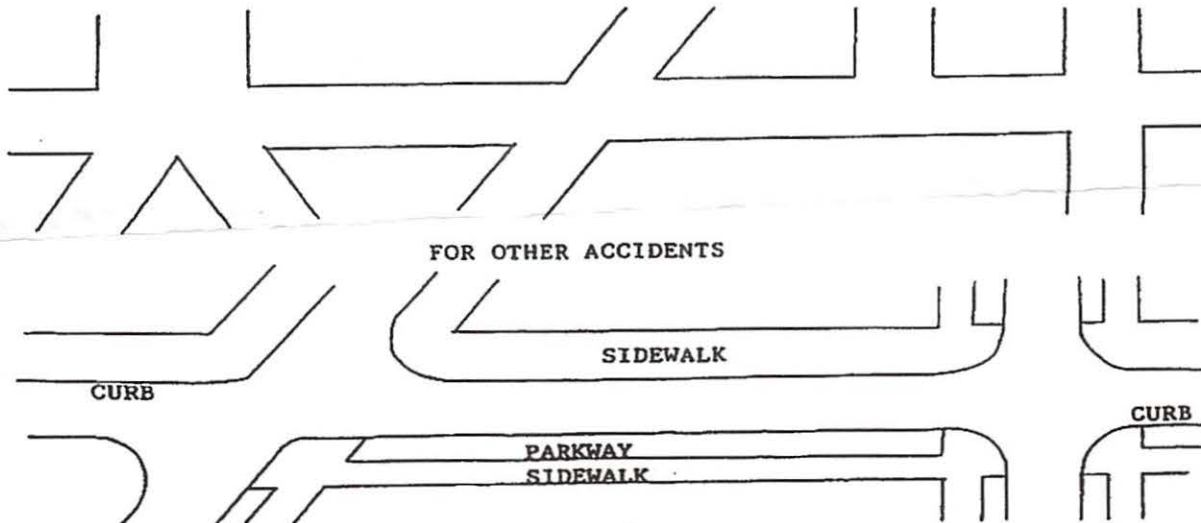 FOR OTHER ACCIDENTS
SIDEWALK
CURB
CURB
PARKWAY
SIDEWALK